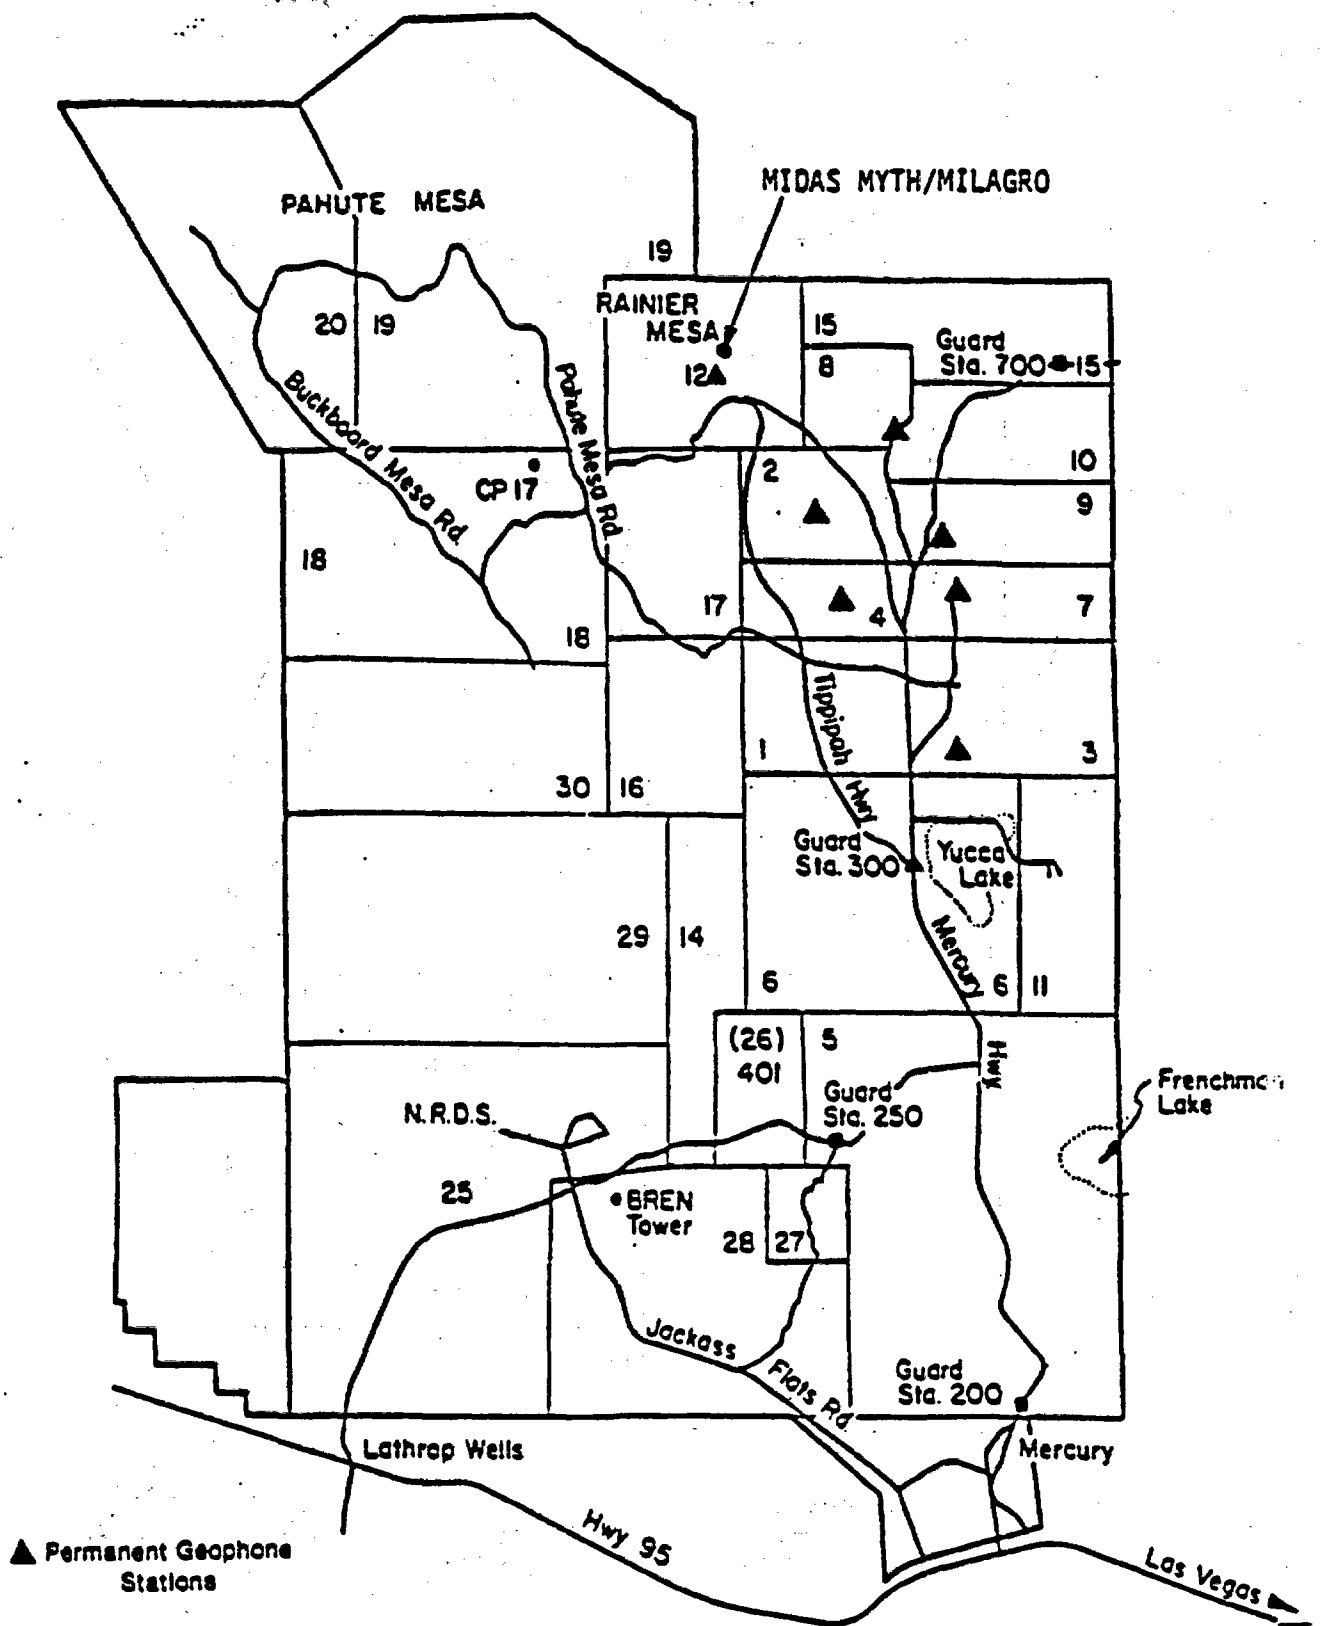 MIDAS MYTH/MILAGRO
PAHUTE MESA
19
RAINIER
MESA
20
19
15
8
Guard
Sta. 700
15
12
Buckboard Mesa Rd.
Pahute Mesa Rd.
10
CP 17
2
9
18
17
4
7
18
Tippipah Hwy
1
3
30
16
Guard
Sta. 300
Yucca
Lake
29
14
Mercury Hwy
6
6
11
(26)
401
5
Guard
Sta. 250
Frenchman
Lake
N.R.D.S.
25
BREN
Tower
28
27
Jackass Flats Rd
Guard
Sta. 200
Lathrop Wells
Mercury
Hwy 95
Permanent Geophone
Stations
Las Vegas